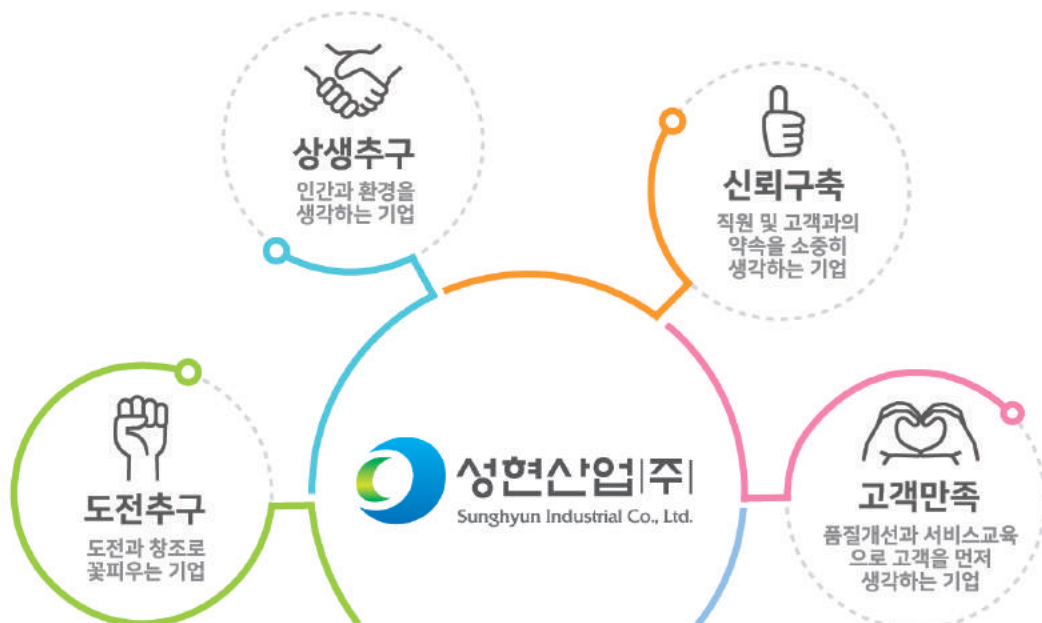 상생추구
인간과 환경을
생각하는 기업
신뢰구축
직원 및 고객과의
약속을 소중히
생각하는 기업
도전추구
도전과 창조로
꽃피우는 기업
성현산업|주|
Sunghyun Industrial Co., Ltd.
고객만족
품질개선과 서비스교육
으로 고객을 먼저
생각하는 기업